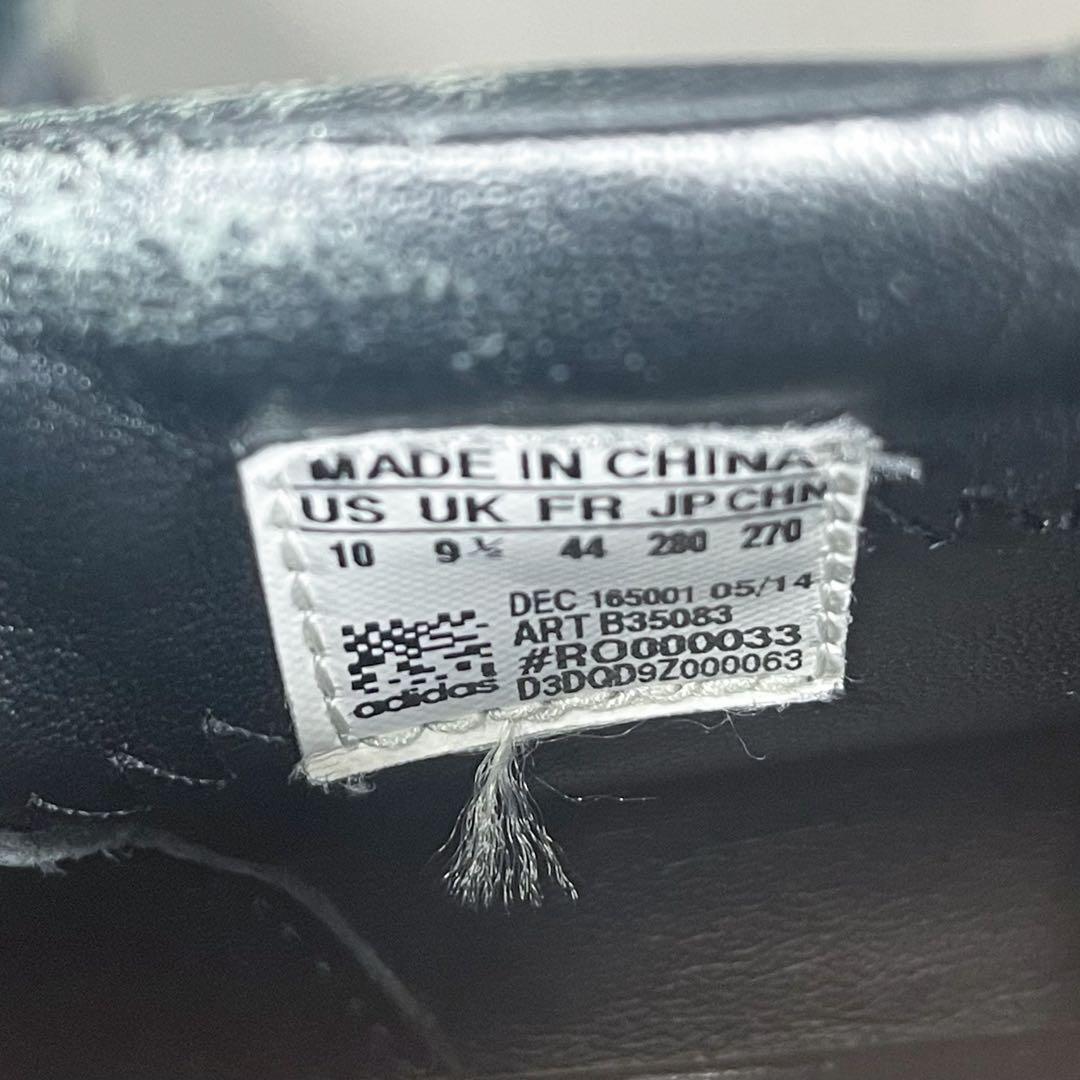 MADE IN CHINA
US UK FR JP CHN
10 9½ 44 280 270
DEC 165001 05/14
ART B35083
#RO000033
adidas D3DQD9Z000063